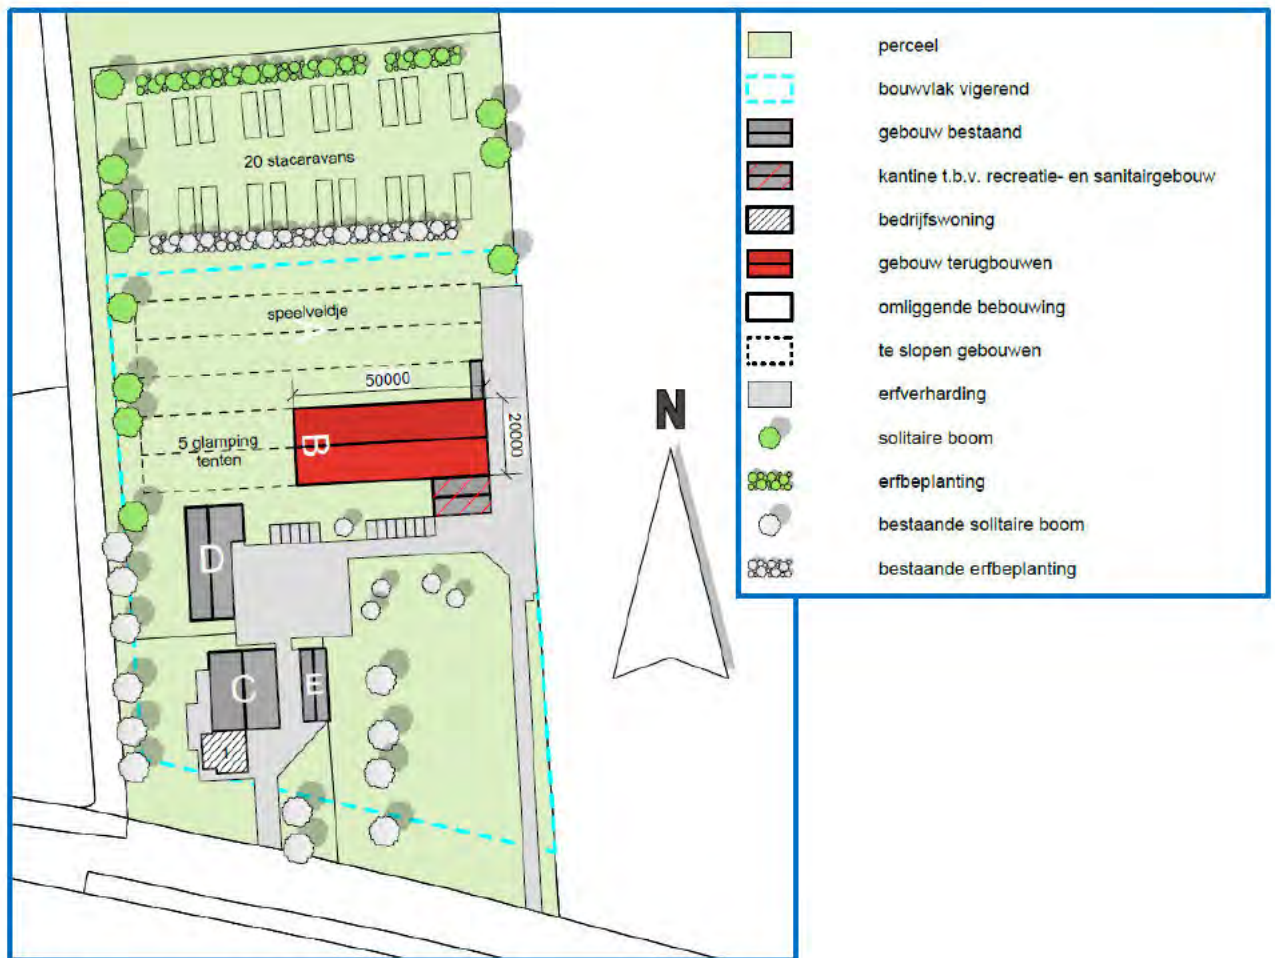 20 stacaravans
speelveldje
A
50000
20000
B
5 glamping
tenten
D
C
E
1
N
perceel
bouwvlak vigerend
gebouw bestaand
kantine t.b.v. recreatie- en sanitairgebouw
bedrijfswoning
gebouw terugbouwen
omliggende bebouwing
te slopen gebouwen
erfverharding
solitaire boom
erfbeplanting
bestaande solitaire boom
bestaande erfbeplanting